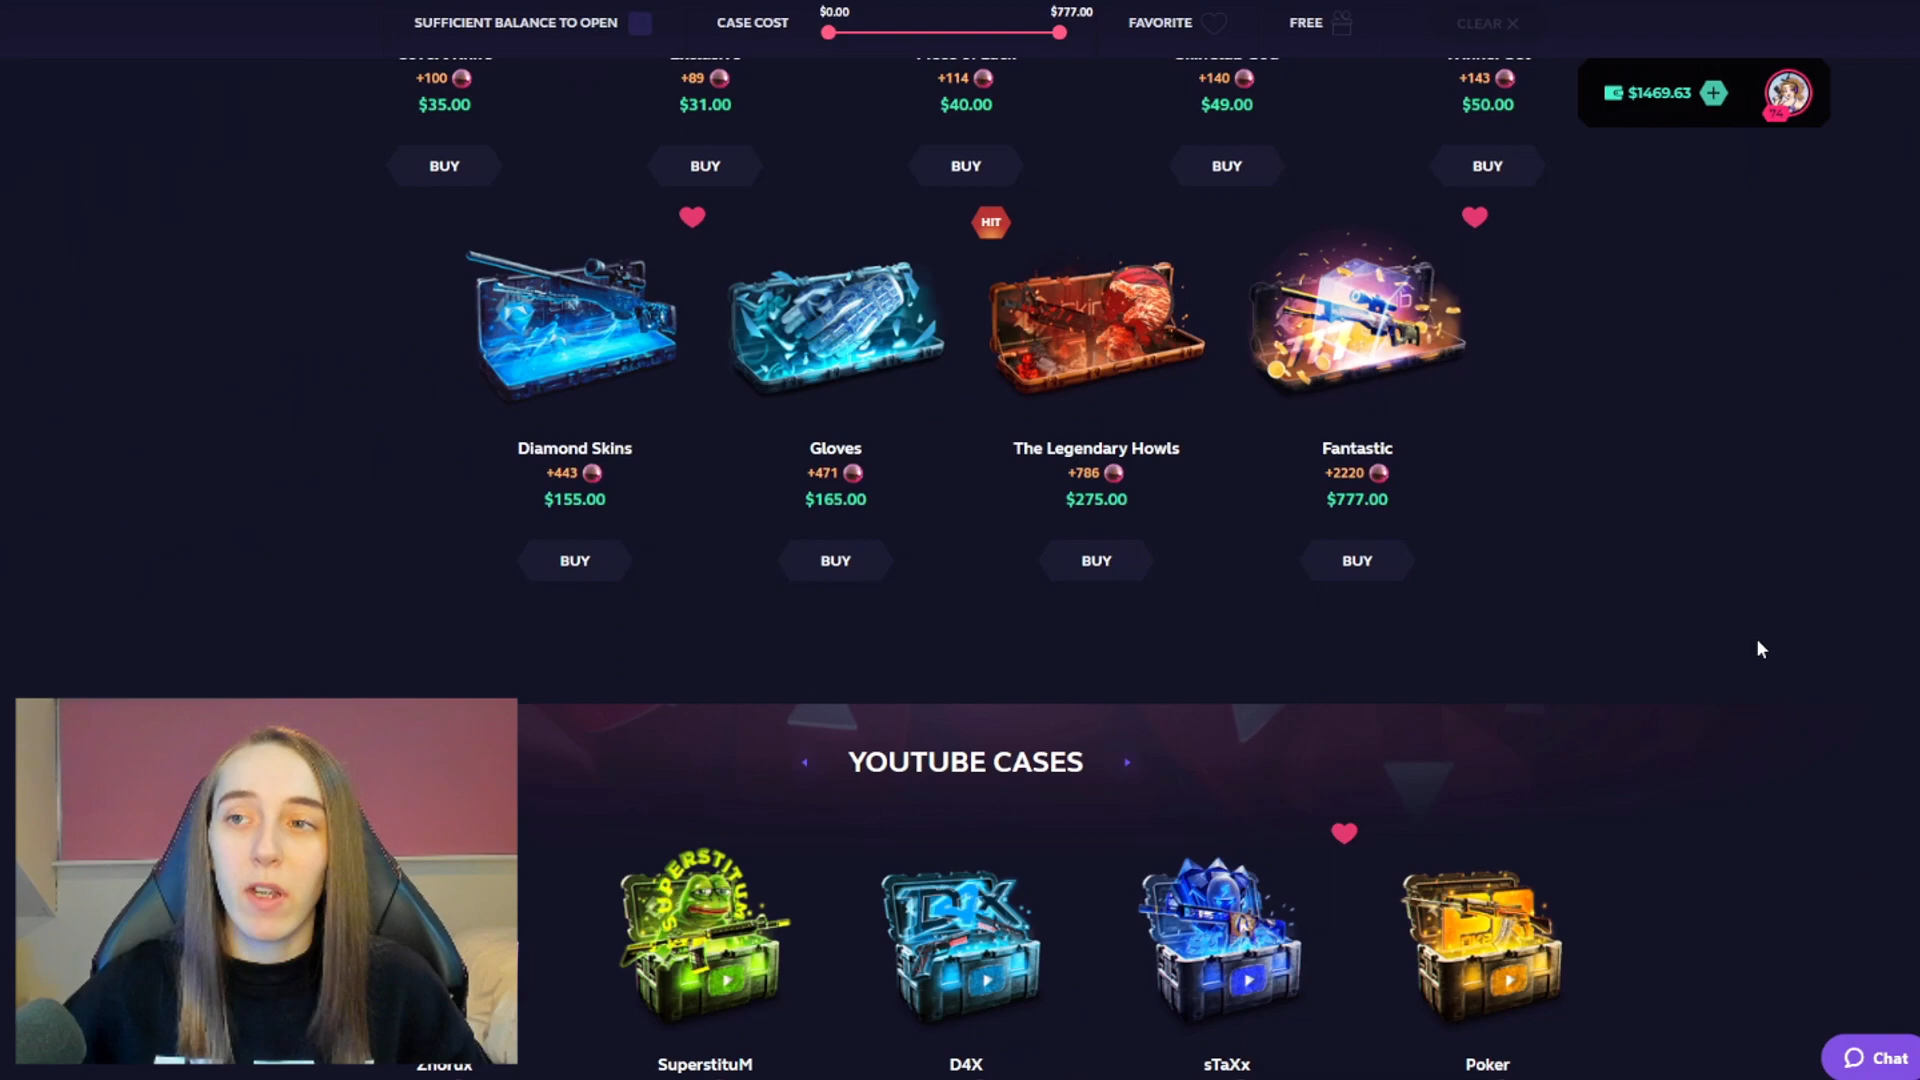 SUFFICIENT BALANCE TO OPEN
CASE COST
$0.00
$777.00
FAVORITE
FREE
CLEAR ✕
+100
+89
+114
+140
+143
$35.00
$31.00
$40.00
$49.00
$50.00
$1469.63
74
BUY
BUY
BUY
BUY
BUY
HIT
Diamond Skins
Gloves
The Legendary Howls
Fantastic
+443
+471
+786
+2220
$155.00
$165.00
$275.00
$777.00
BUY
BUY
BUY
BUY
YOUTUBE CASES
SUPERSTITUM
D4X
SuperstituM
D4X
sTaXx
Poker
Chat